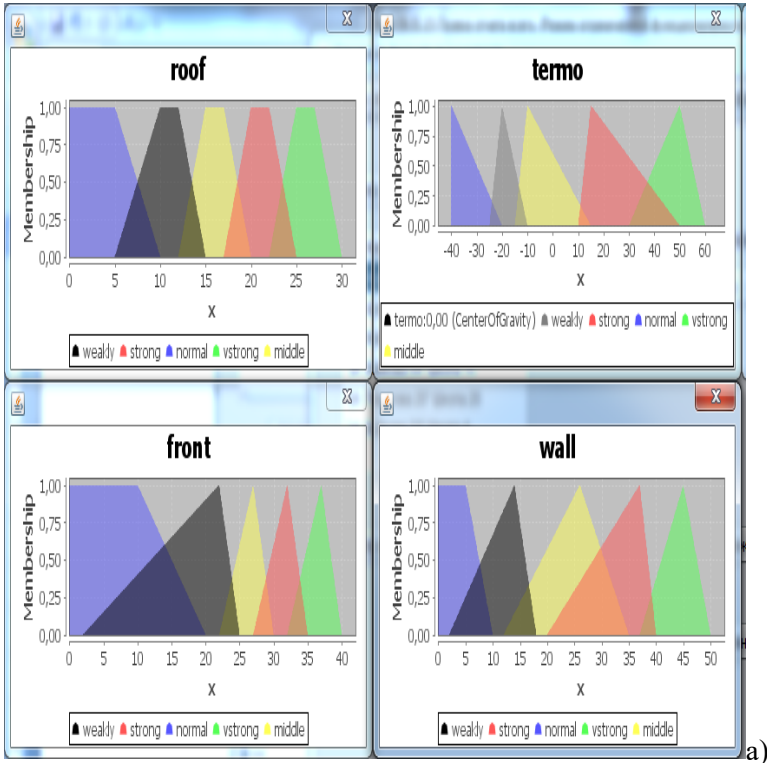 roof
1,00
0,75
0,50
0,25
0,00
Membership
0 5 10 15 20 25 30
X
weakly strong normal vstrong middle
termo
1,00
0,75
0,50
0,25
0,00
Membership
-40 -30 -20 -10 0 10 20 30 40 50 60
X
termo:0,00 (CenterOfGravity) weakly strong normal vstrong
middle
front
1,00
0,75
0,50
0,25
0,00
Membership
0 5 10 15 20 25 30 35 40
X
weakly strong normal vstrong middle
wall
1,00
0,75
0,50
0,25
0,00
Membership
0 5 10 15 20 25 30 35 40 45 50
X
weakly strong normal vstrong middle
a)